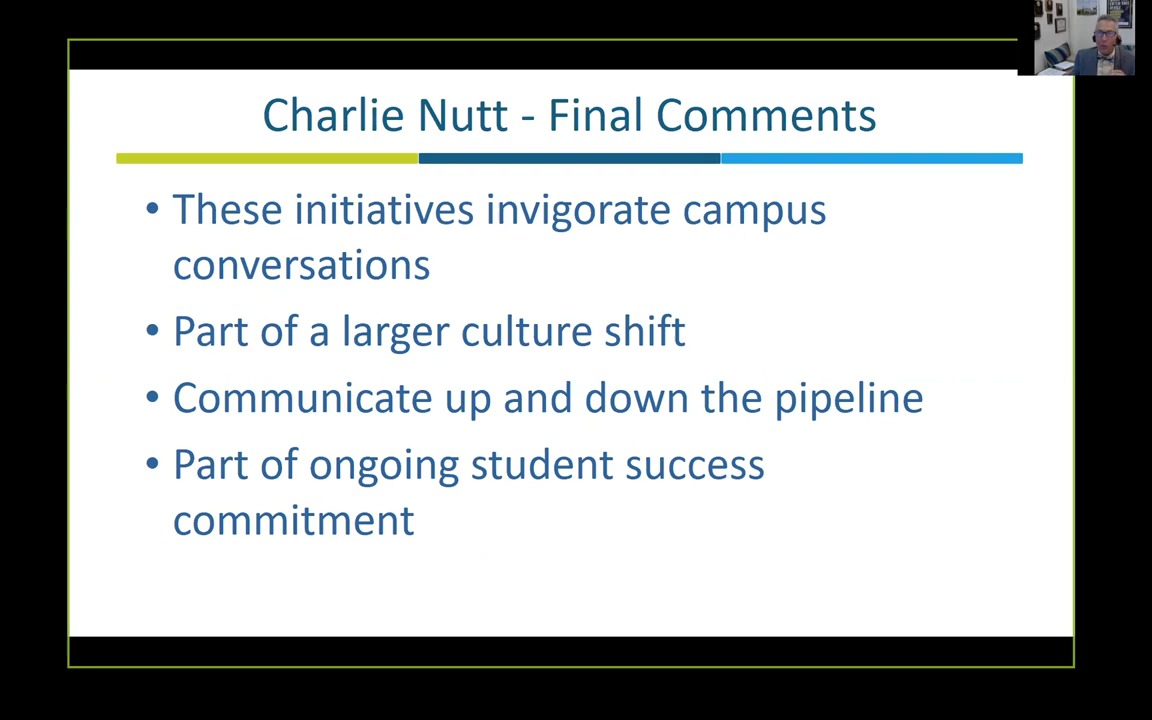 Charlie Nutt - Final Comments
• These initiatives invigorate campus
conversations
• Part of a larger culture shift
• Communicate up and down the pipeline
• Part of ongoing student success
commitment